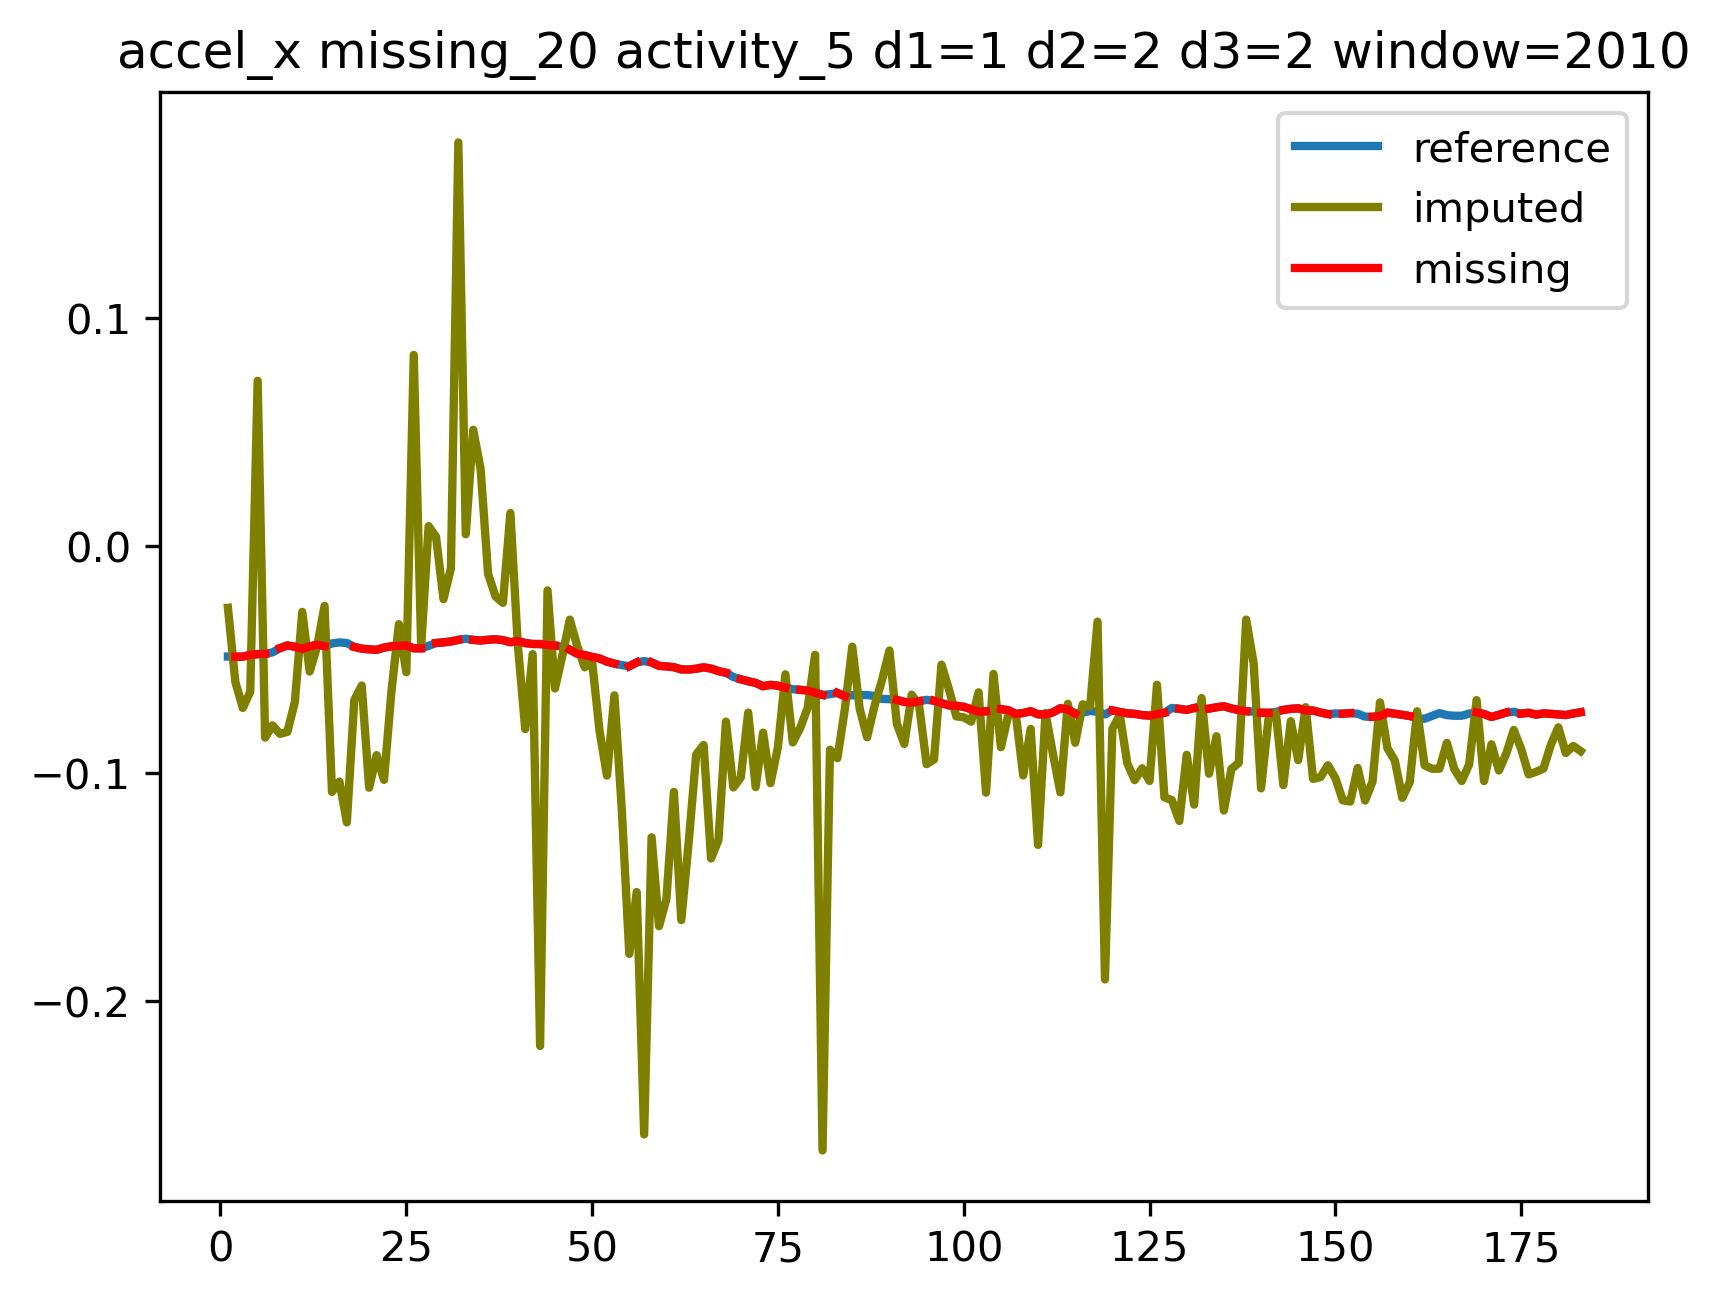 accel_x missing_20 activity_5 d1=1 d2=2 d3=2 window=2010
reference
imputed
missing
0.1
0.0
−0.1
−0.2
0 25 50 75 100 125 150 175